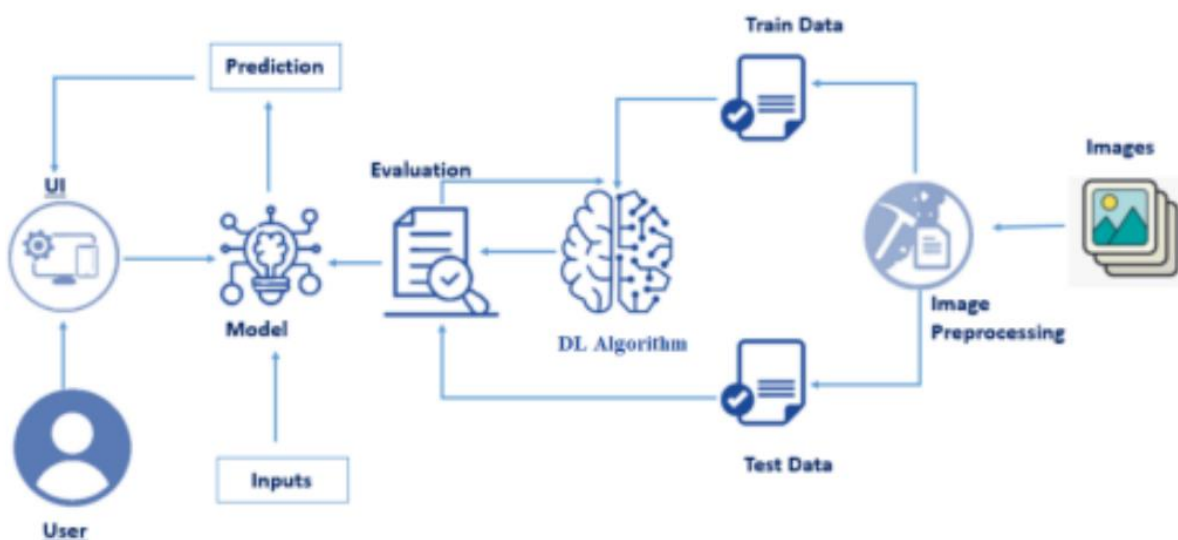 Train Data
Prediction
Images
Evaluation
UI
Image
Preprocessing
Model
DL Algorithm
Test Data
Inputs
User